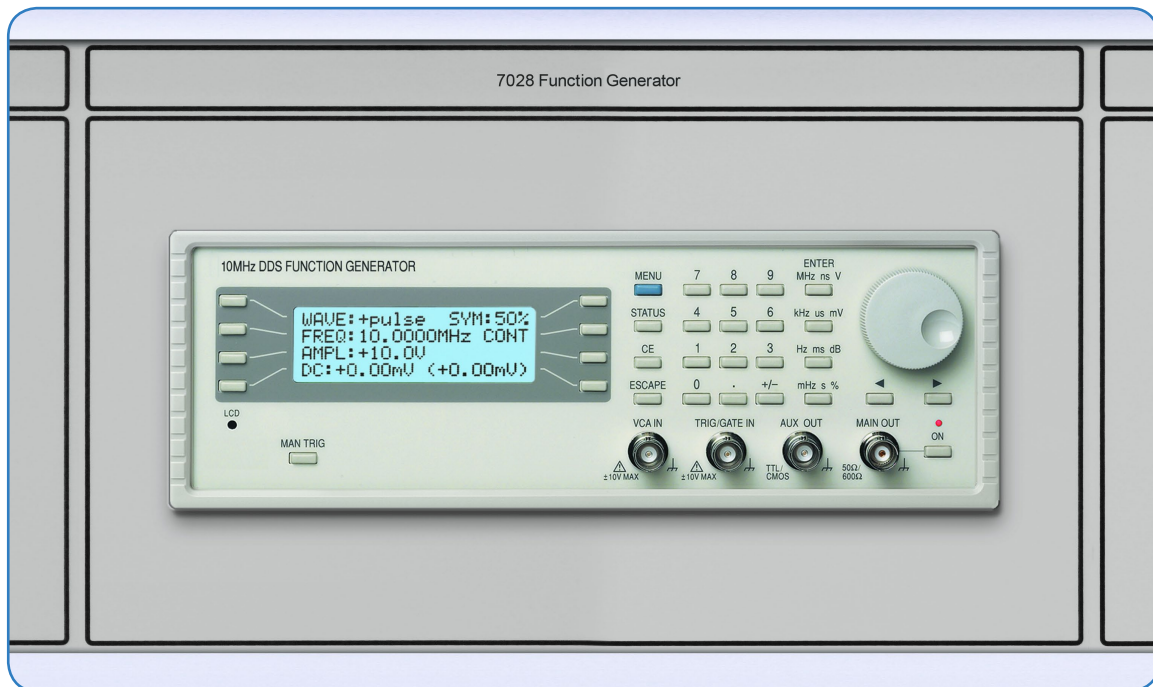 7028 Function Generator
10MHz DDS FUNCTION GENERATOR
WAVE:+pulse SYM:50%
FREQ:10.0000MHz CONT
AMPL:+10.0V
DC:+0.00mV (+0.00mV)
LCD
MAN TRIG
MENU 7 8 9 ENTER
MHz ns V
STATUS 4 5 6 kHz us mV
CE 1 2 3 Hz ms dB
ESCAPE 0 . +/− mHz s %
◄ ►
VCA IN TRIG/GATE IN AUX OUT MAIN OUT ON
±10V MAX ±10V MAX TTL/
CMOS 50Ω/
600Ω